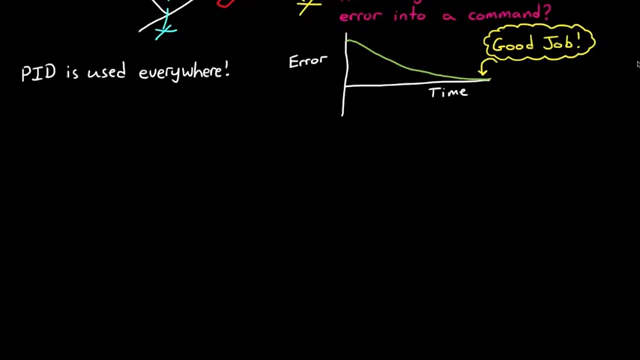 error into a command?
Good Job!
Error
PID is used everywhere!
Time